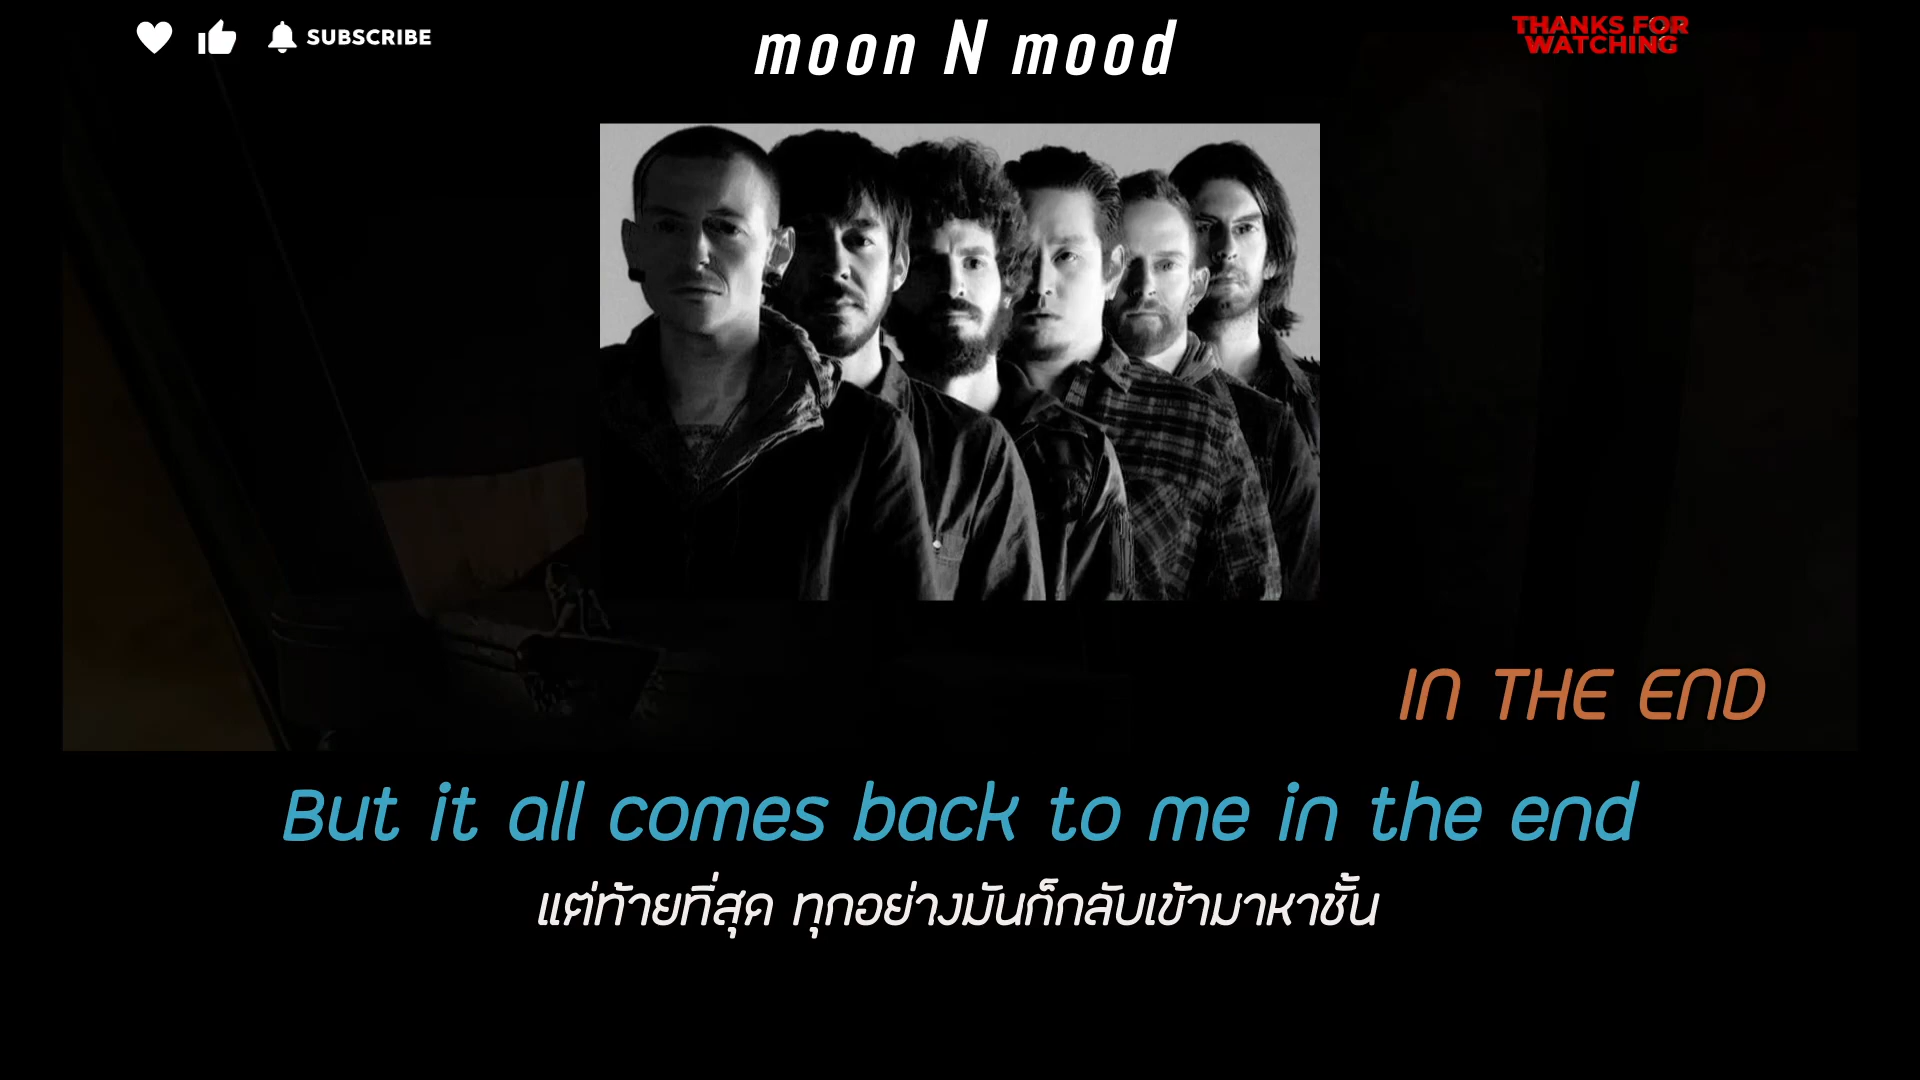 SUBSCRIBE
moon N mood
THANKS FOR
WATCHING
IN THE END
But it all comes back to me in the end
แต่ท้ายที่สุด ทุกอย่างมันก็กลับเข้ามาหาชั้น